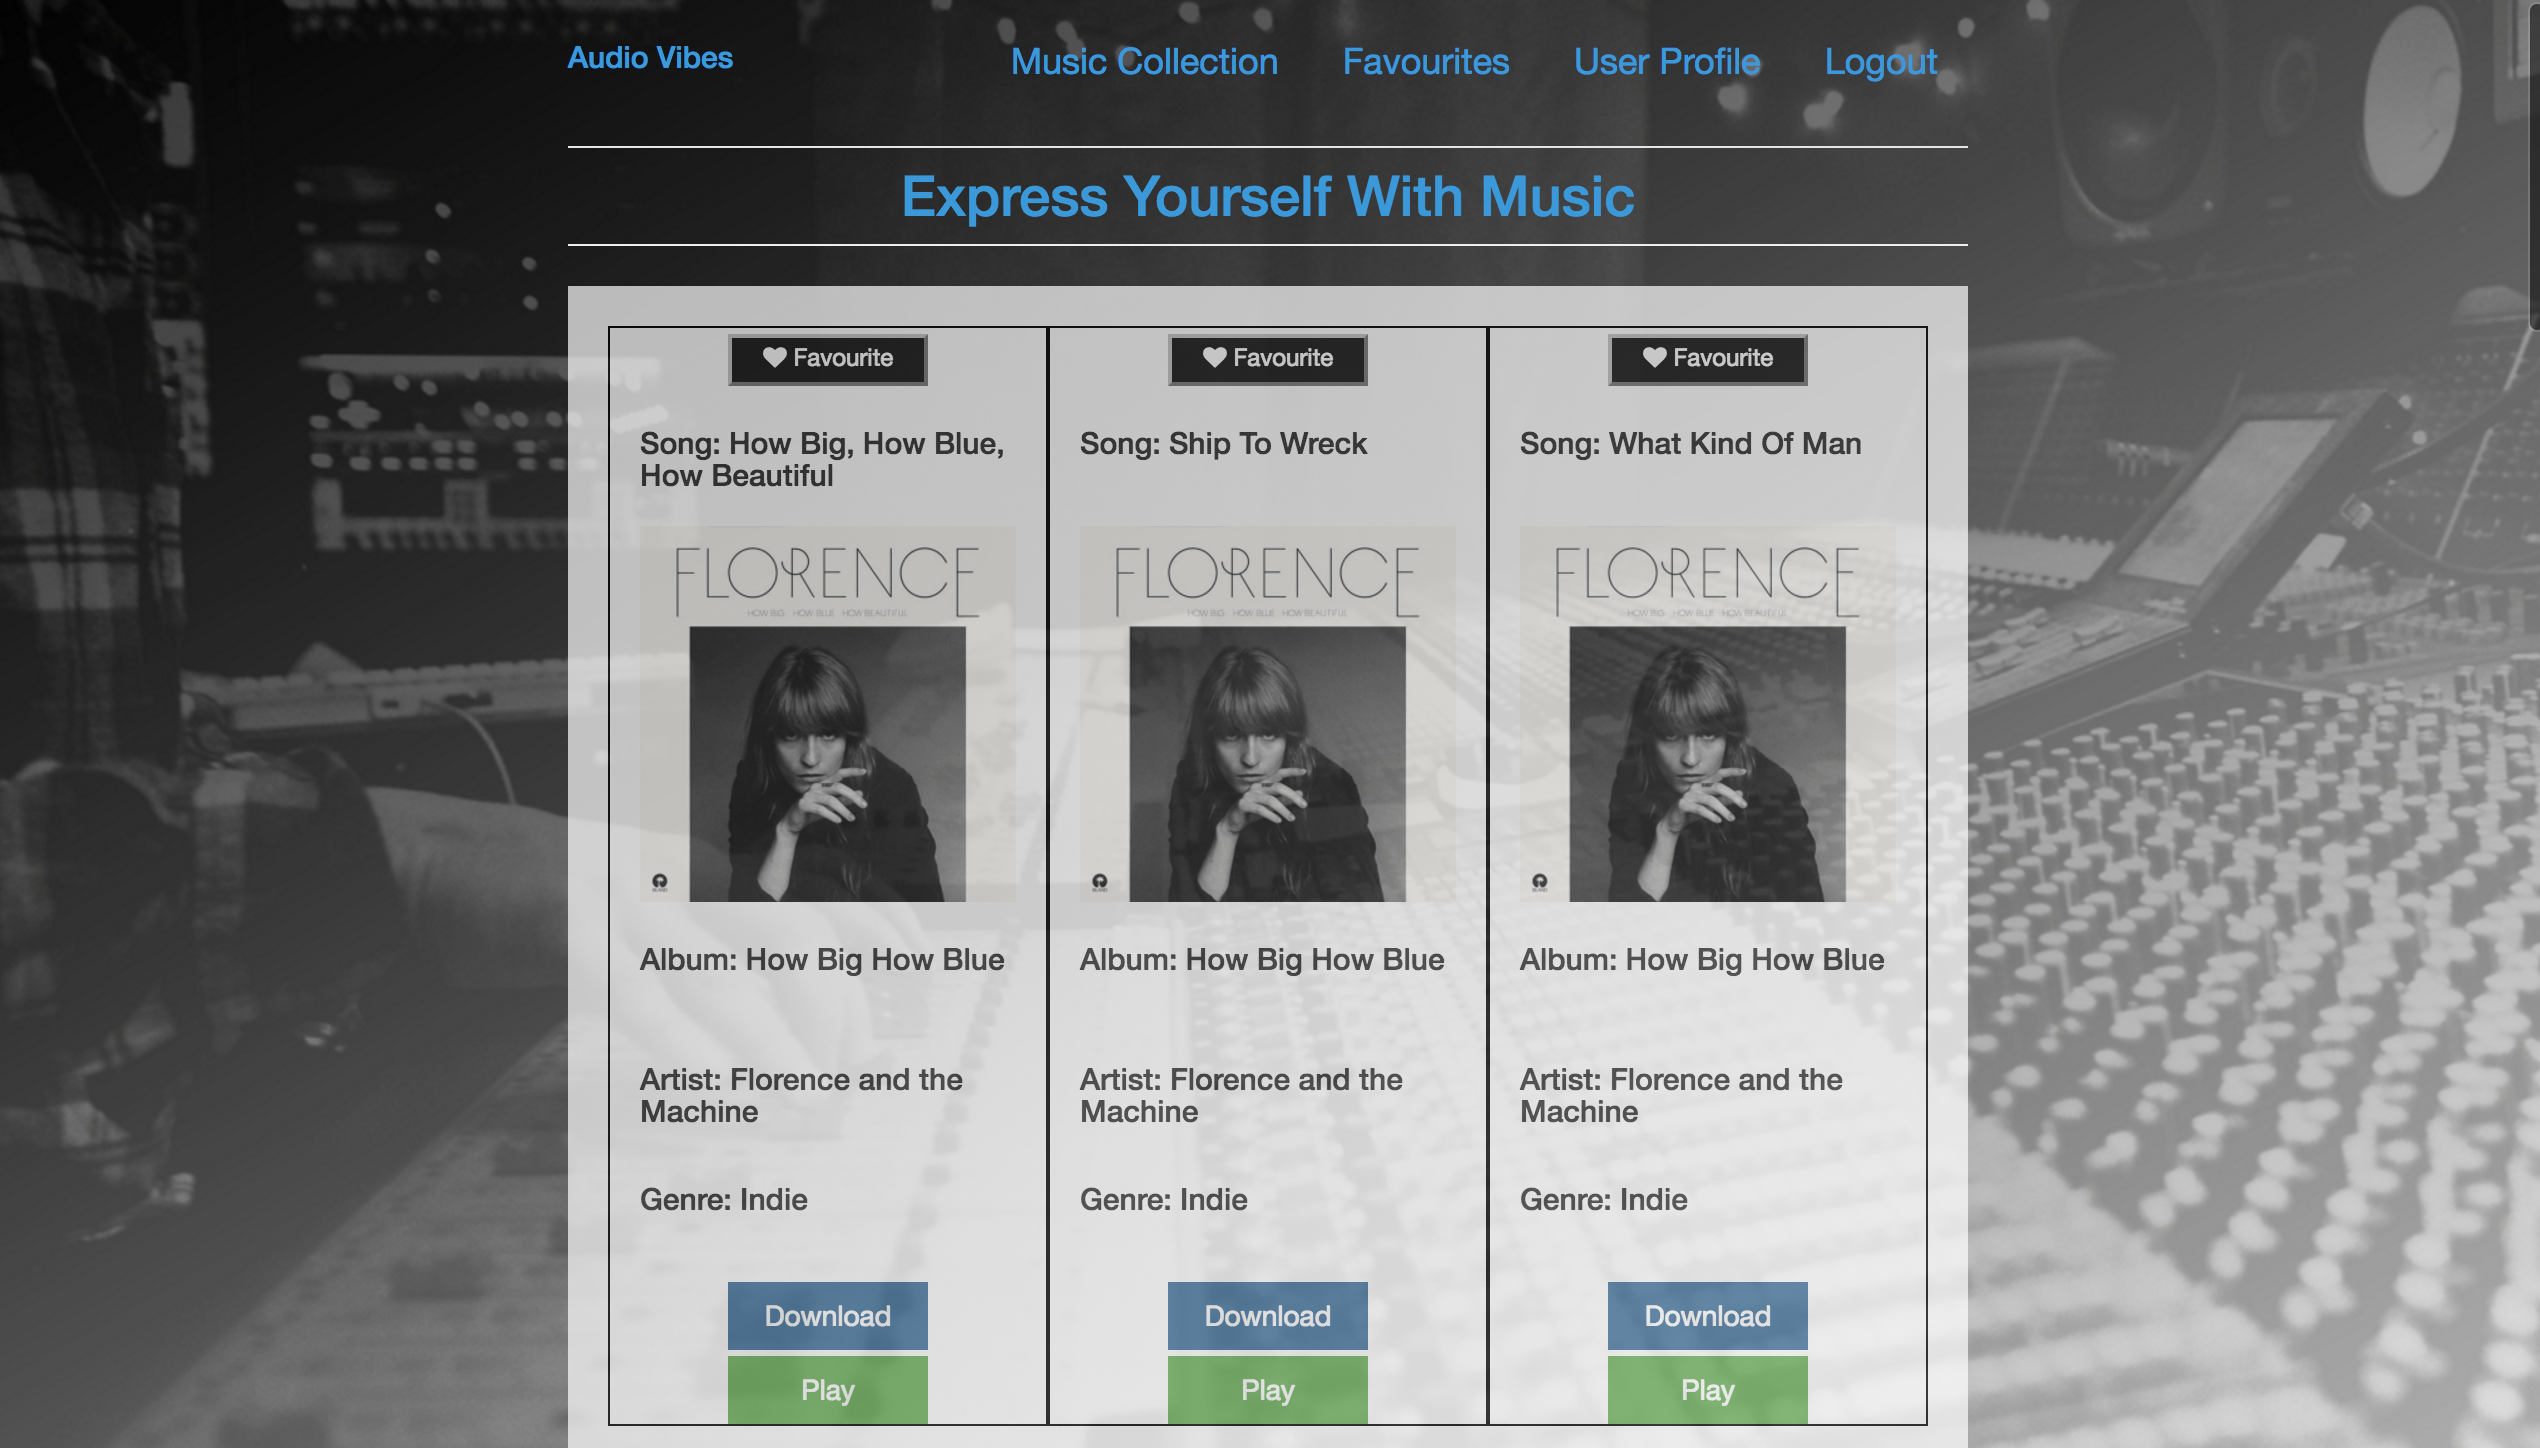 Audio Vibes
Music Collection
Favourites
User Profile
Logout
Express Yourself With Music
Favourite
Favourite
Favourite
Song: How Big, How Blue,
How Beautiful
Song: Ship To Wreck
Song: What Kind Of Man
FLORENCE
HOW BIG HOW BLUE HOW BEAUTIFUL
FLORENCE
HOW BIG HOW BLUE HOW BEAUTIFUL
FLORENCE
HOW BIG HOW BLUE HOW BEAUTIFUL
Album: How Big How Blue
Album: How Big How Blue
Album: How Big How Blue
Artist: Florence and the
Machine
Artist: Florence and the
Machine
Artist: Florence and the
Machine
Genre: Indie
Genre: Indie
Genre: Indie
Download
Download
Download
Play
Play
Play